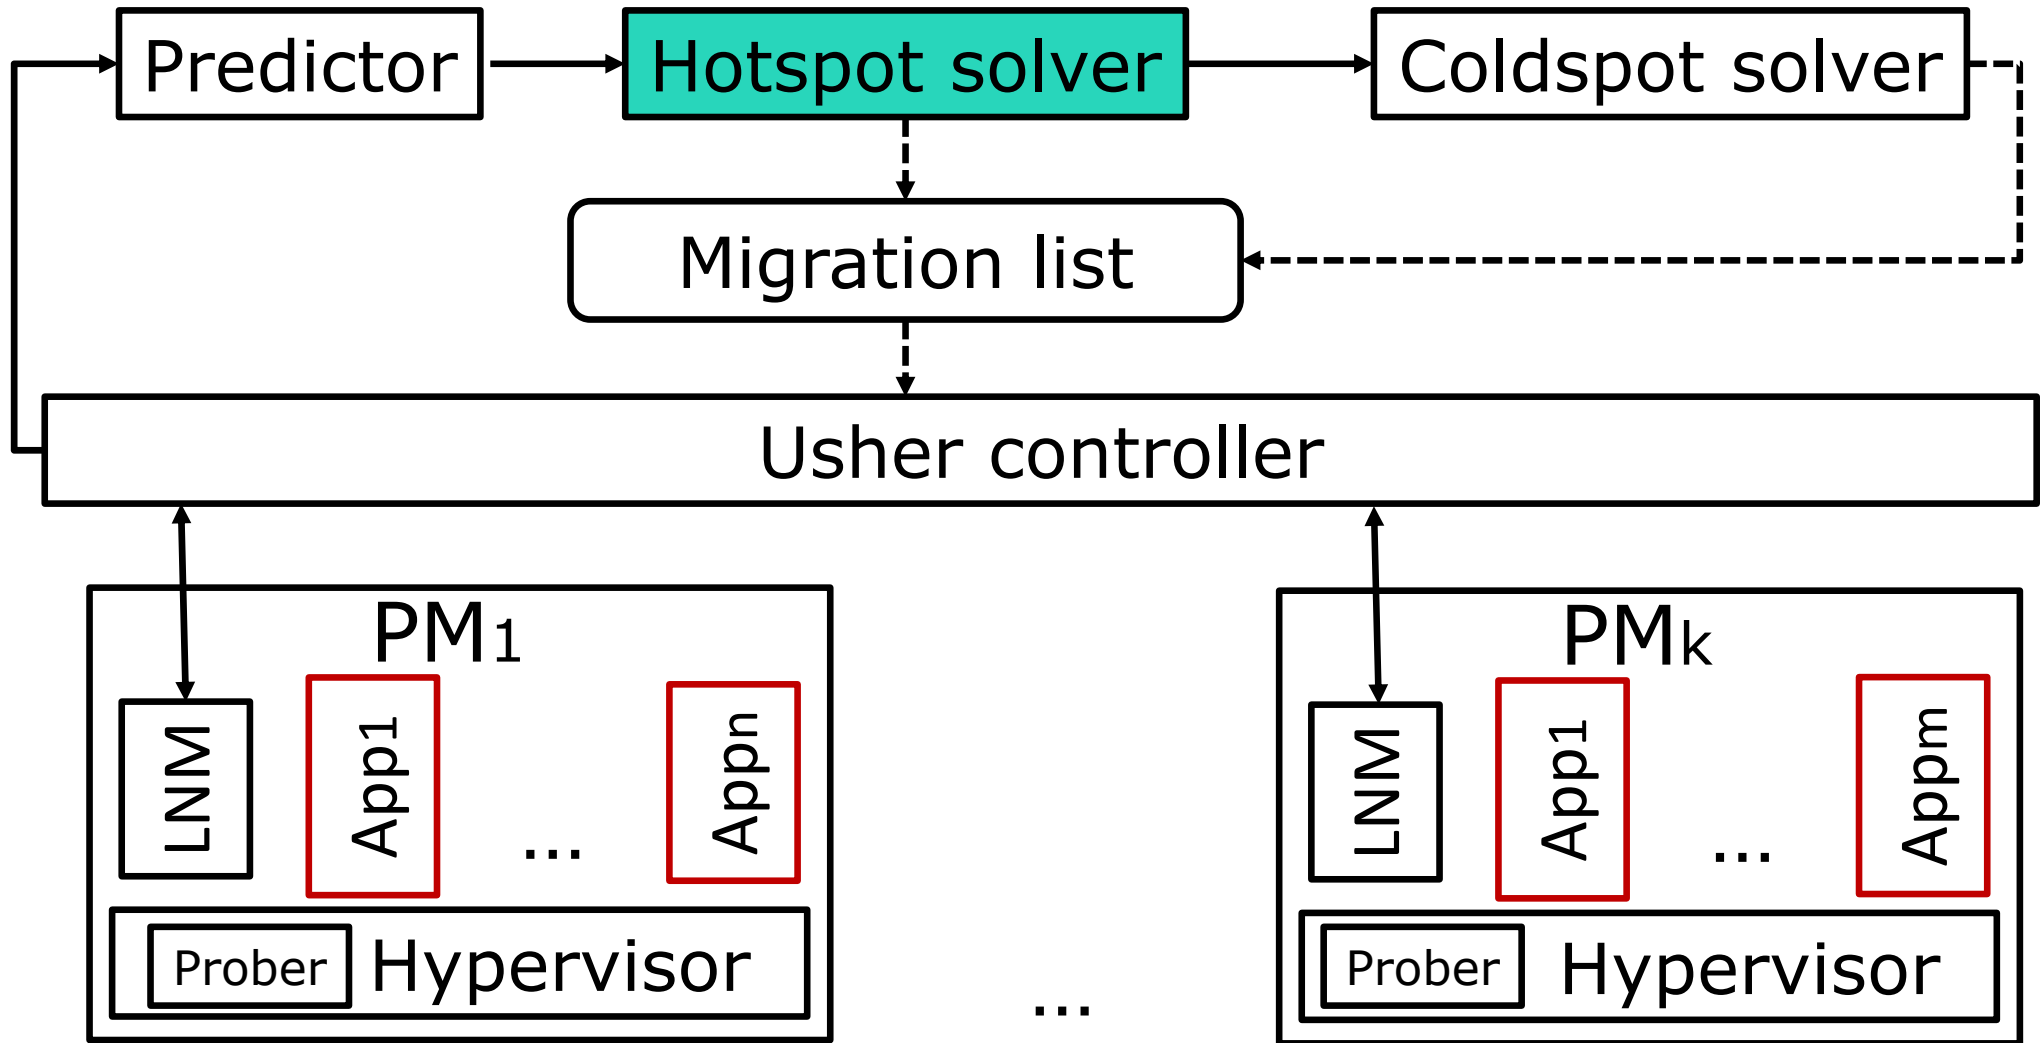 Predictor
Hotspot solver
Coldspot solver
Migration list
Usher controller
PM1
LNM
App1
...
Appn
Prober
Hypervisor
...
PMk
LNM
App1
...
Appm
Prober
Hypervisor